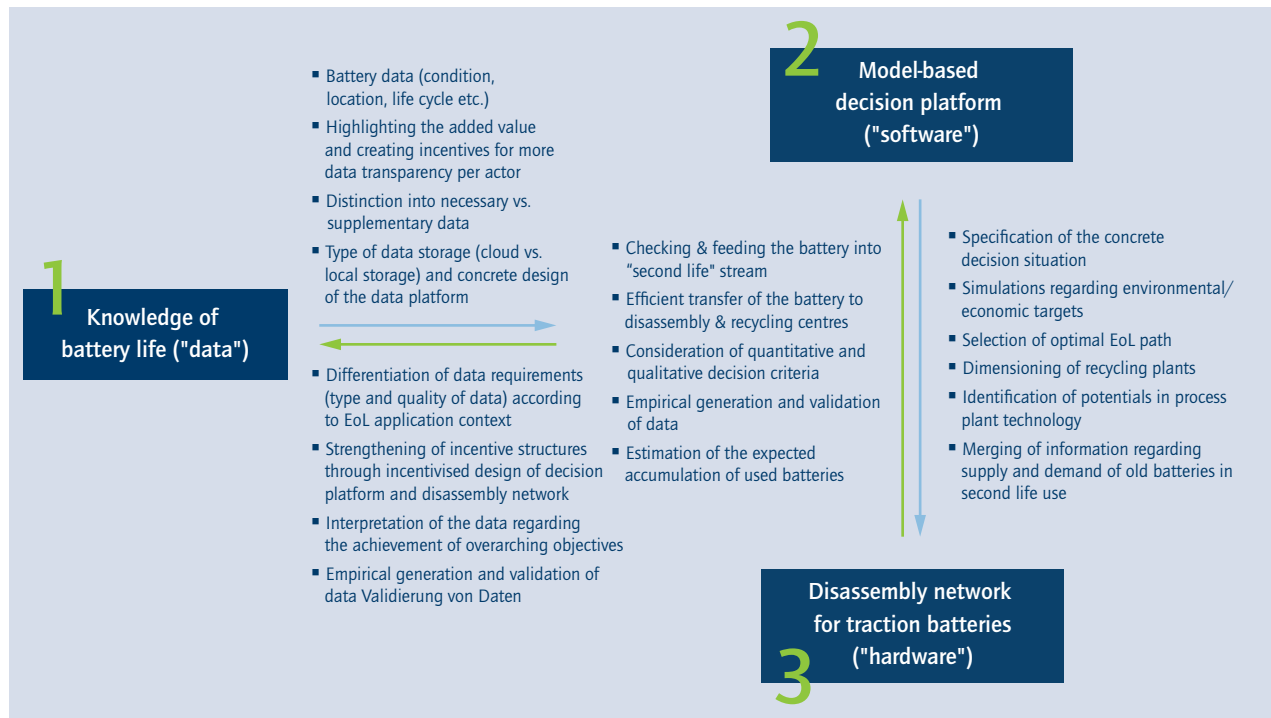 1
Knowledge of
battery life ("data")
▪ Battery data (condition,
location, life cycle etc.)
▪ Highlighting the added value
and creating incentives for more
data transparency per actor
▪ Distinction into necessary vs.
supplementary data
▪ Type of data storage (cloud vs.
local storage) and concrete design
of the data platform
▪ Differentiation of data requirements
(type and quality of data) according
to EoL application context
▪ Strengthening of incentive structures
through incentivised design of decision
platform and disassembly network
▪ Interpretation of the data regarding
the achievement of overarching objectives
▪ Empirical generation and validation of
data Validierung von Daten
2
Model-based
decision platform
("software")
▪ Checking & feeding the battery into
“second life" stream
▪ Efficient transfer of the battery to
disassembly & recycling centres
▪ Consideration of quantitative and
qualitative decision criteria
▪ Empirical generation and validation
of data
▪ Estimation of the expected
accumulation of used batteries
▪ Specification of the concrete
decision situation
▪ Simulations regarding environmental/
economic targets
▪ Selection of optimal EoL path
▪ Dimensioning of recycling plants
▪ Identification of potentials in process
plant technology
▪ Merging of information regarding
supply and demand of old batteries in
second life use
Disassembly network
for traction batteries
("hardware")
3